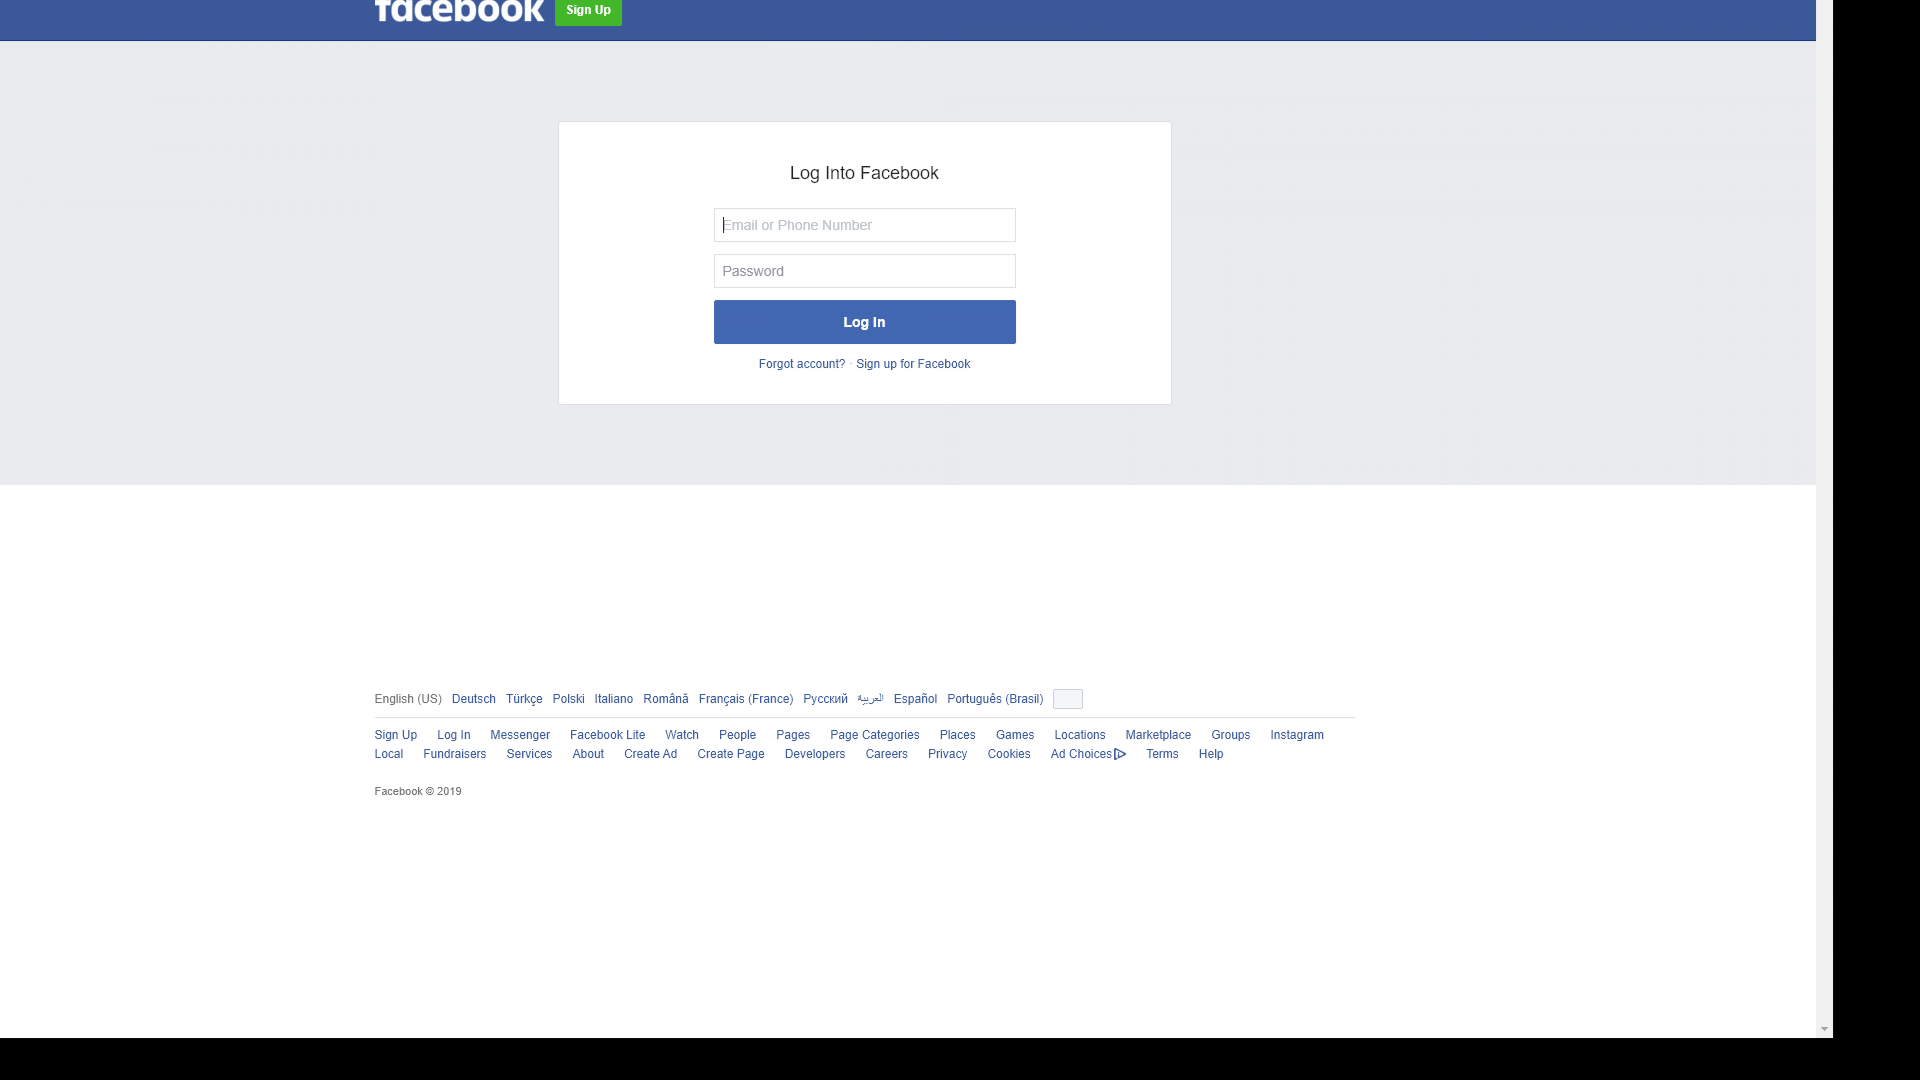 facebook Sign Up
Log Into Facebook
Email or Phone Number
Password
Log In
Forgot account? · Sign up for Facebook
English (US) Deutsch Türkçe Polski Italiano Română Français (France) Русский العربية Español Português (Brasil)
Sign Up Log In Messenger Facebook Lite Watch People Pages Page Categories Places Games Locations Marketplace Groups Instagram
Local Fundraisers Services About Create Ad Create Page Developers Careers Privacy Cookies Ad Choices Terms Help
Facebook © 2019